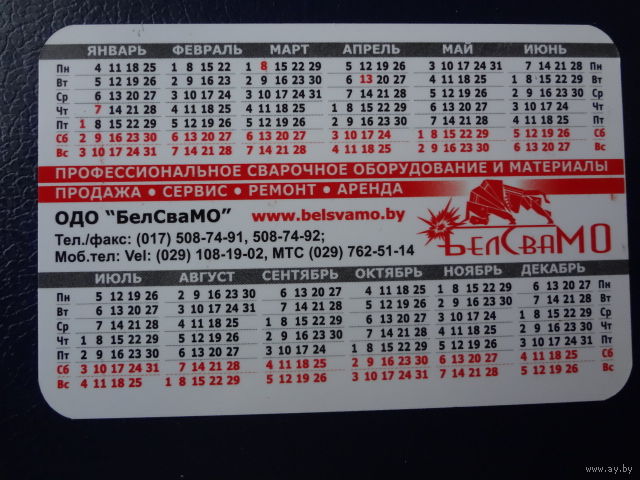 ЯНВАРЬ ФЕВРАЛЬ МАРТ АПРЕЛЬ МАЙ ИЮНЬ
Пн 4 11 18 25 1 8 15 22 1 8 15 22 29 5 12 19 26 3 10 17 24 31 7 14 21 28 Пн
Вт 5 12 19 26 2 9 16 23 2 9 16 23 30 6 13 20 27 4 11 18 25 1 8 15 22 29 Вт
Ср 6 13 20 27 3 10 17 24 3 10 17 24 31 7 14 21 28 5 12 19 26 2 9 16 23 30 Ср
Чт 7 14 21 28 4 11 18 25 4 11 18 25 1 8 15 22 29 6 13 20 27 3 10 17 24 Чт
Пт 1 8 15 22 29 5 12 19 26 5 12 19 26 2 9 16 23 30 7 14 21 28 4 11 18 25 Пт
Сб 2 9 16 23 30 6 13 20 27 6 13 20 27 3 10 17 24 1 8 15 22 29 5 12 19 26 Сб
Вс 3 10 17 24 31 7 14 21 28 7 14 21 28 4 11 18 25 2 9 16 23 30 6 13 20 27 Вс
ПРОФЕССИОНАЛЬНОЕ СВАРОЧНОЕ ОБОРУДОВАНИЕ И МАТЕРИАЛЫ
ПРОДАЖА • СЕРВИС • РЕМОНТ • АРЕНДА
ОДО "БелСваМО" www.belsvamo.by
Тел./факс: (017) 508-74-91, 508-74-92;
Моб.тел: Vel: (029) 108-19-02, МТС (029) 762-51-14
БЕЛСВАМО
ИЮЛЬ АВГУСТ СЕНТЯБРЬ ОКТЯБРЬ НОЯБРЬ ДЕКАБРЬ
Пн 5 12 19 26 2 9 16 23 30 6 13 20 27 4 11 18 25 1 8 15 22 29 6 13 20 27 Пн
Вт 6 13 20 27 3 10 17 24 31 7 14 21 28 5 12 19 26 2 9 16 23 30 7 14 21 28 Вт
Ср 7 14 21 28 4 11 18 25 1 8 15 22 29 6 13 20 27 3 10 17 24 1 8 15 22 29 Ср
Чт 1 8 15 22 29 5 12 19 26 2 9 16 23 30 7 14 21 28 4 11 18 25 2 9 16 23 30 Чт
Пт 2 9 16 23 30 6 13 20 27 3 10 17 24 1 8 15 22 29 5 12 19 26 3 10 17 24 31 Пт
Сб 3 10 17 24 31 7 14 21 28 4 11 18 25 2 9 16 23 30 6 13 20 27 4 11 18 25 Сб
Вс 4 11 18 25 1 8 15 22 29 5 12 19 26 3 10 17 24 31 7 14 21 28 5 12 19 26 Вс
www.ay.by